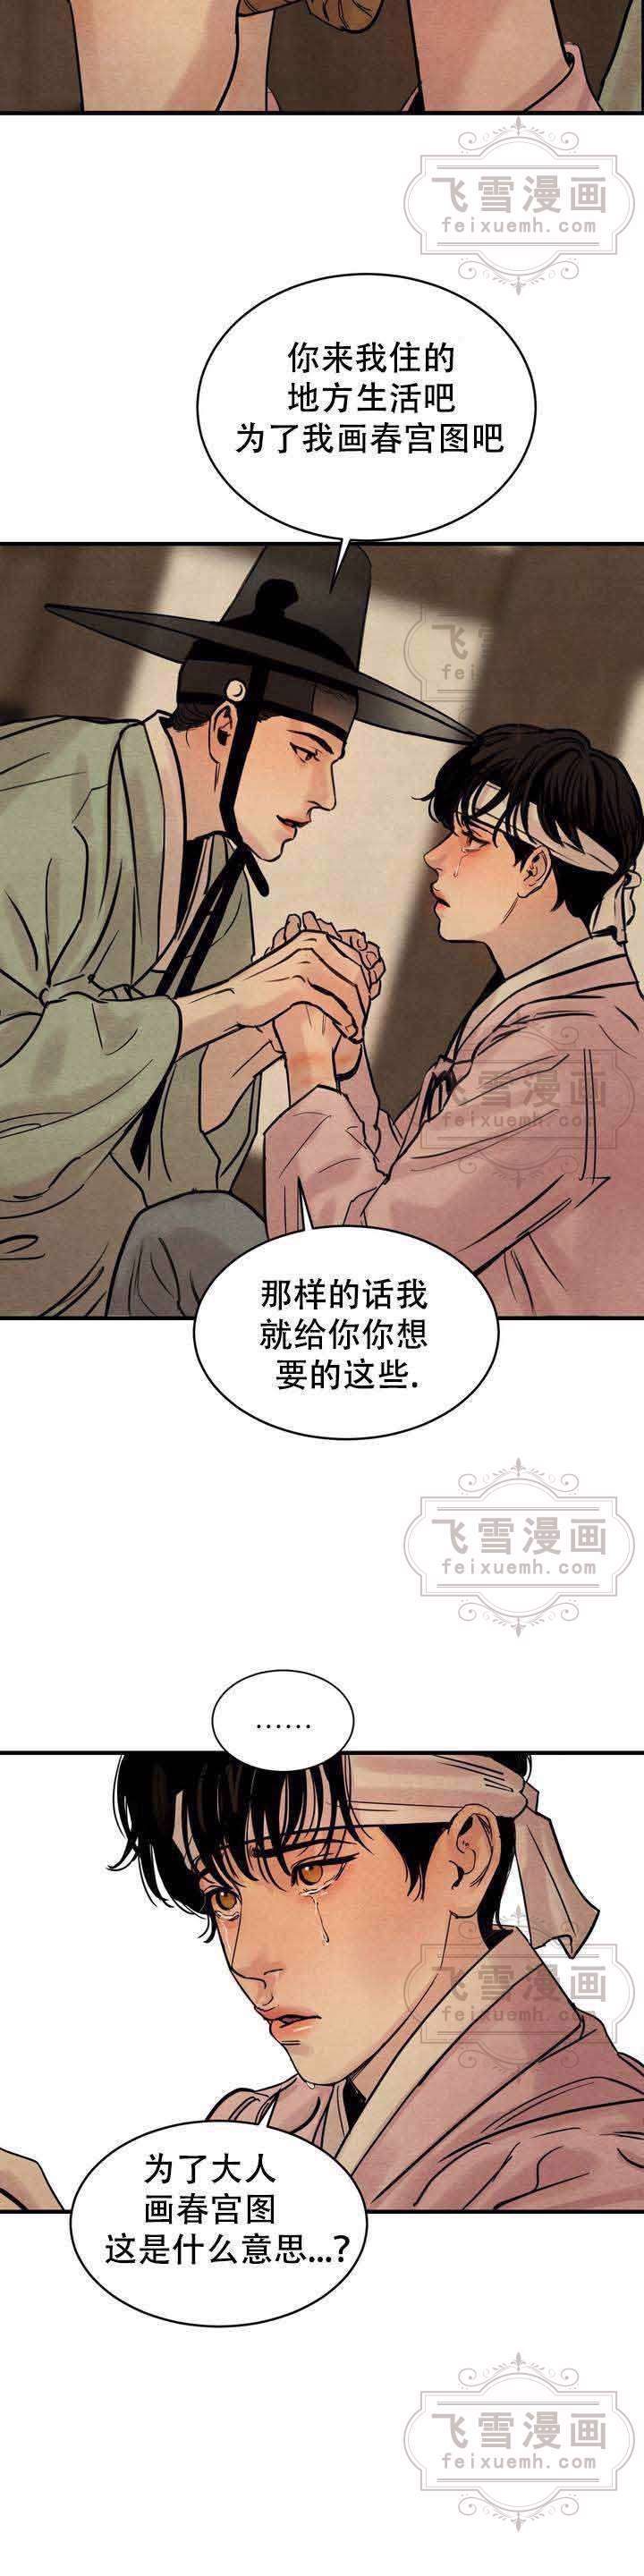 飞雪漫画
feixuemh.com
你来我住的
地方生活吧
为了我画春宫图吧
飞雪漫画
feixuemh.com
飞雪漫画
feixuemh.com
那样的话我
就给你你想
要的这些.
飞雪漫画
feixuemh.com
......
飞雪漫画
feixuemh.com
为了大人
画春宫图
这是什么意思...?
飞雪漫画
feixuemh.com